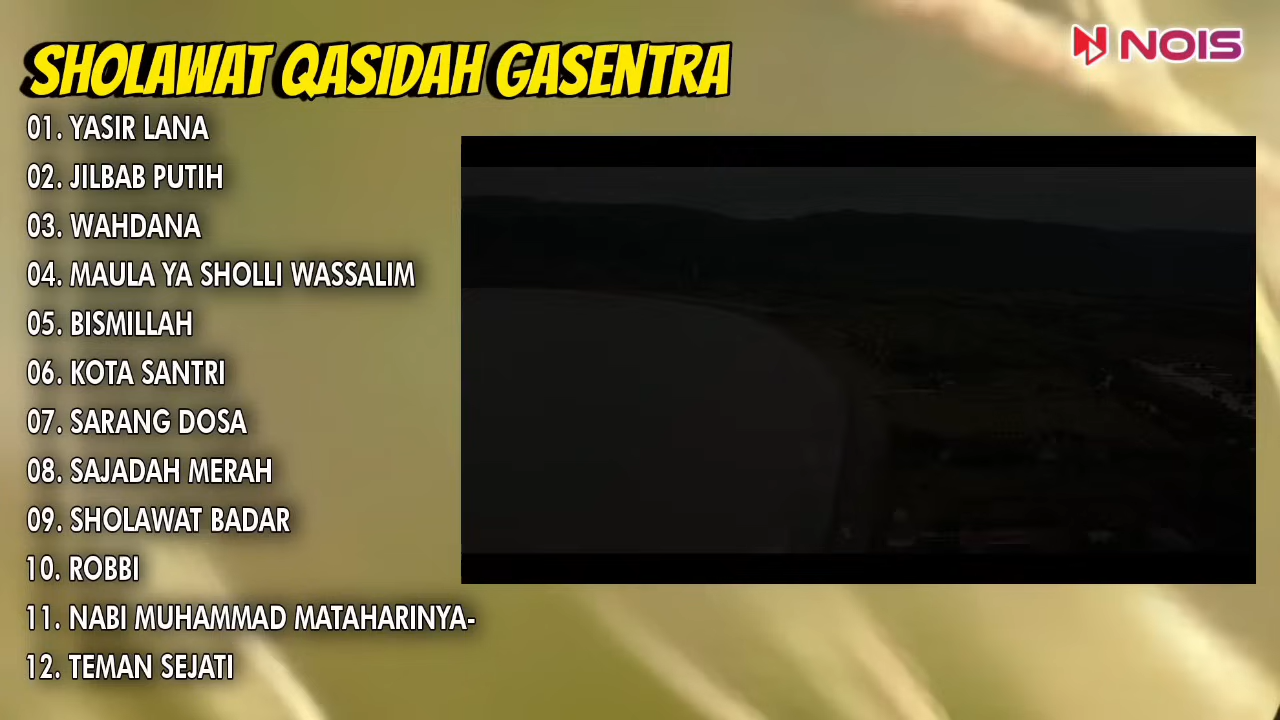 SHOLAWAT QASIDAH GASENTRA
NOIS
01. YASIR LANA
02. JILBAB PUTIH
03. WAHDANA
04. MAULA YA SHOLLI WASSALIM
05. BISMILLAH
06. KOTA SANTRI
07. SARANG DOSA
08. SAJADAH MERAH
09. SHOLAWAT BADAR
10. ROBBI
11. NABI MUHAMMAD MATAHARINYA-
12. TEMAN SEJATI